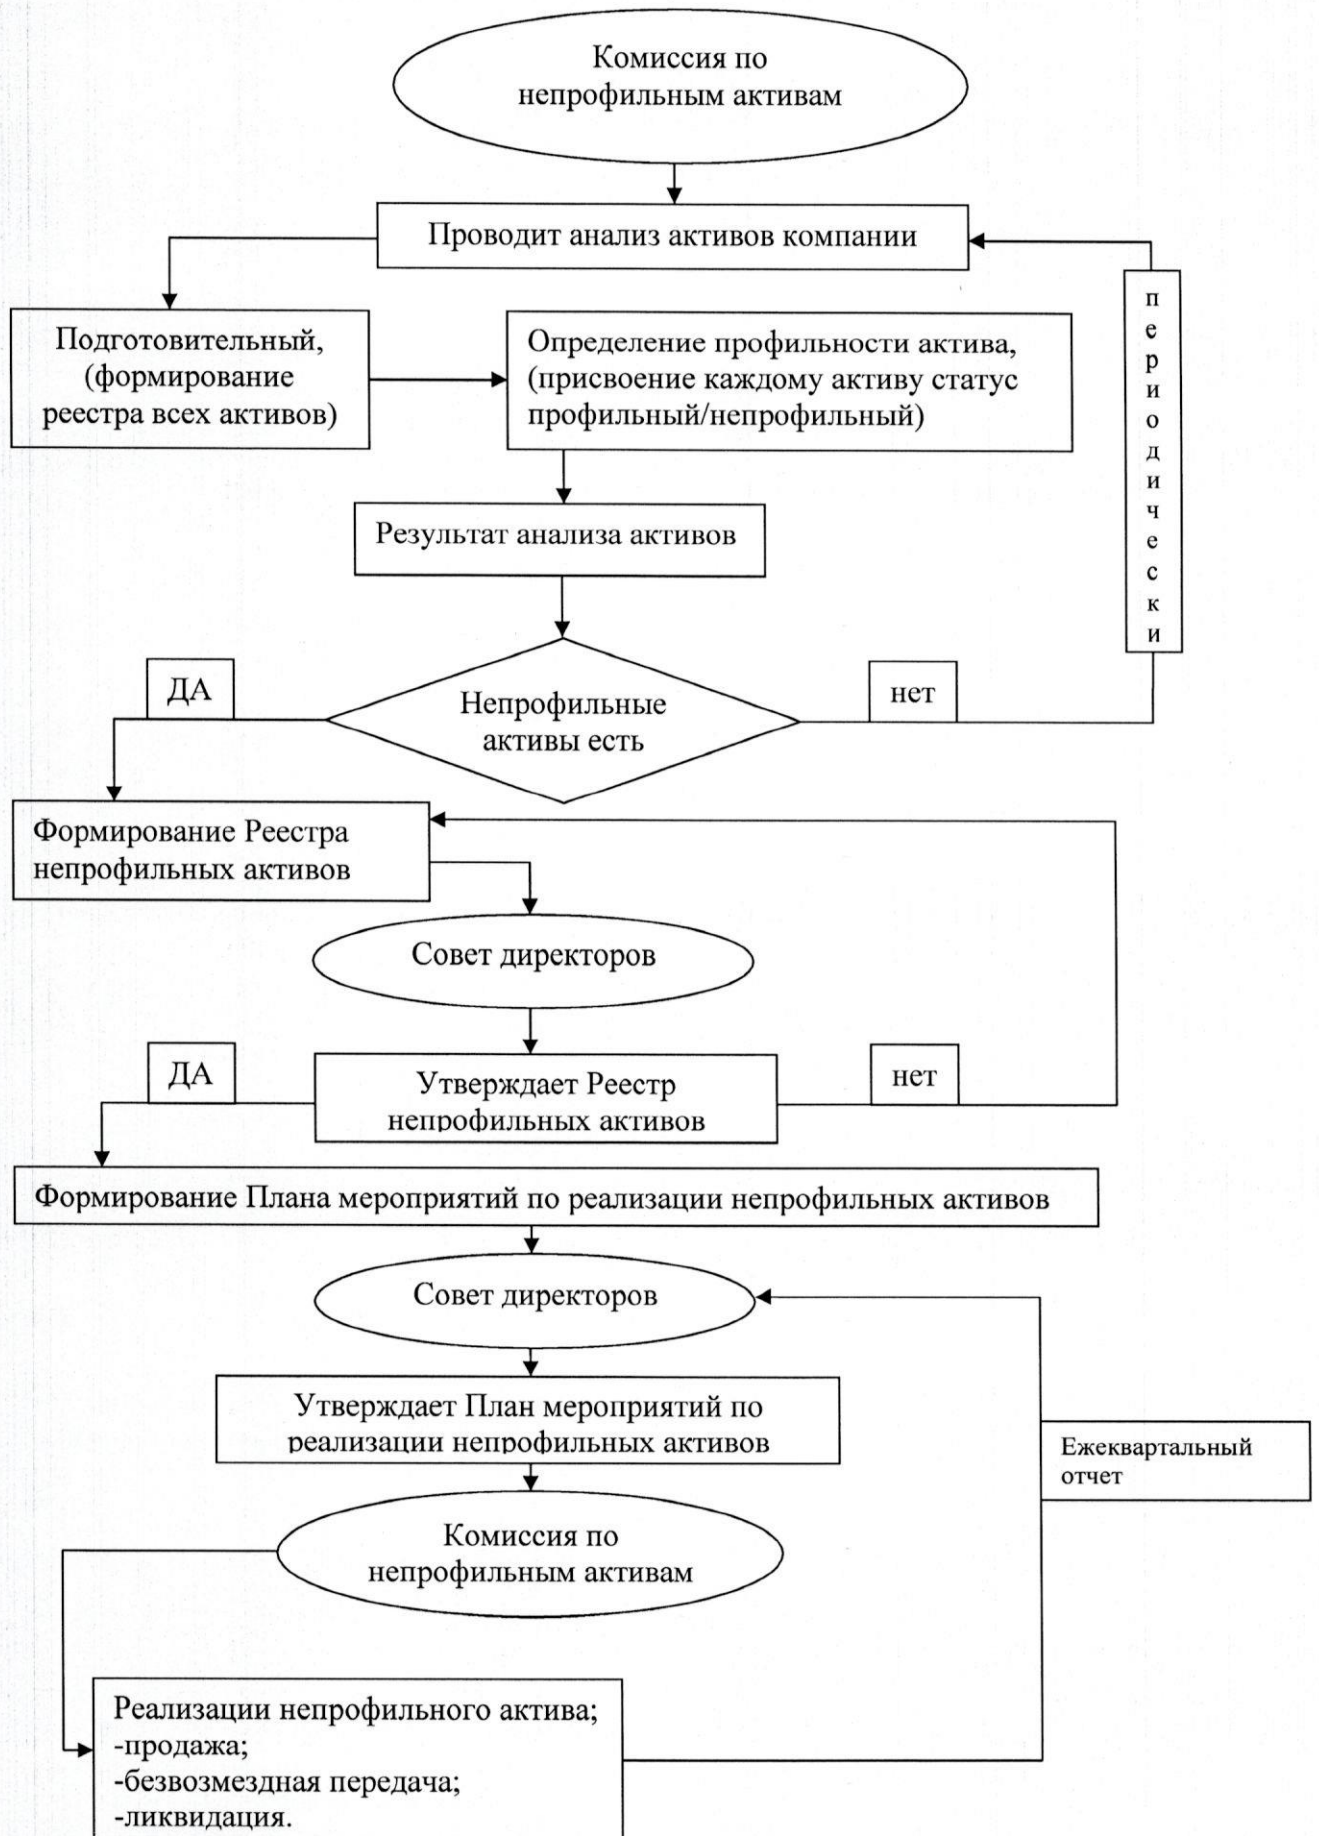 Комиссия по
непрофильным активам
Проводит анализ активов компании
Подготовительный,
(формирование
реестра всех активов)
Определение профильности актива,
(присвоение каждому активу статус
профильный/непрофильный)
периодически
Результат анализа активов
ДА
Непрофильные
активы есть
нет
Формирование Реестра
непрофильных активов
Совет директоров
ДА
Утверждает Реестр
непрофильных активов
нет
Формирование Плана мероприятий по реализации непрофильных активов
Совет директоров
Утверждает План мероприятий по
реализации непрофильных активов
Ежеквартальный
отчет
Комиссия по
непрофильным активам
Реализации непрофильного актива;
-продажа;
-безвозмездная передача;
-ликвидация.